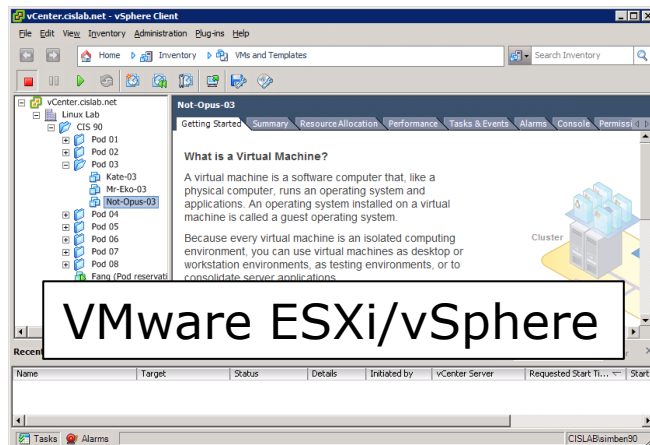 vCenter.cislab.net - vSphere Client
File Edit View Inventory Administration Plug-ins Help
Home Inventory VMs and Templates Search Inventory
vCenter.cislab.net
Linux Lab
CIS 90
Pod 01
Pod 02
Pod 03
Kate-03
Mr-Eko-03
Not-Opus-03
Pod 04
Pod 05
Pod 06
Pod 07
Pod 08
Fang (Pod reservati
Not-Opus-03
Getting Started Summary Resource Allocation Performance Tasks & Events Alarms Console Permissi
What is a Virtual Machine?
A virtual machine is a software computer that, like a
physical computer, runs an operating system and
applications. An operating system installed on a virtual
machine is called a guest operating system.
Because every virtual machine is an isolated computing
environment, you can use virtual machines as desktop or
workstation environments, as testing environments, or to
consolidate server applications.
Cluster
VMware ESXi/vSphere
Recent
Name Target Status Details Initiated by vCenter Server Requested Start Ti... Start
Tasks Alarms CISLAB\simben90